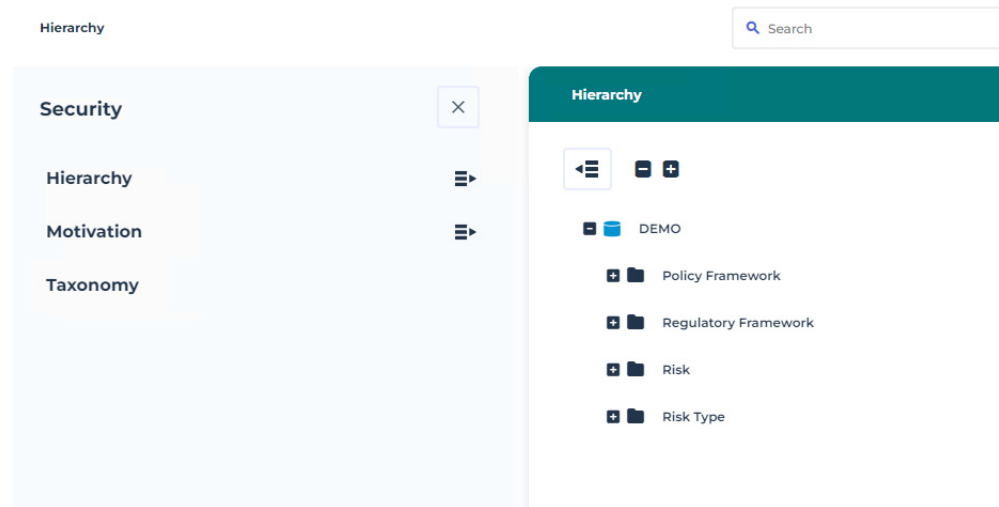 Hierarchy
Search
Security
Hierarchy
Motivation
Taxonomy
Hierarchy
DEMO
Policy Framework
Regulatory Framework
Risk
Risk Type